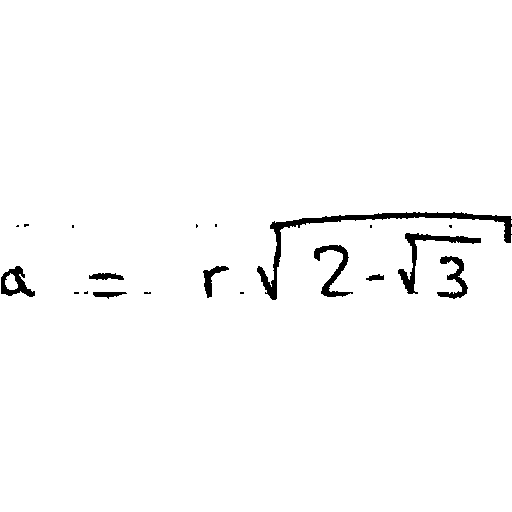 a = r√(2-√3)